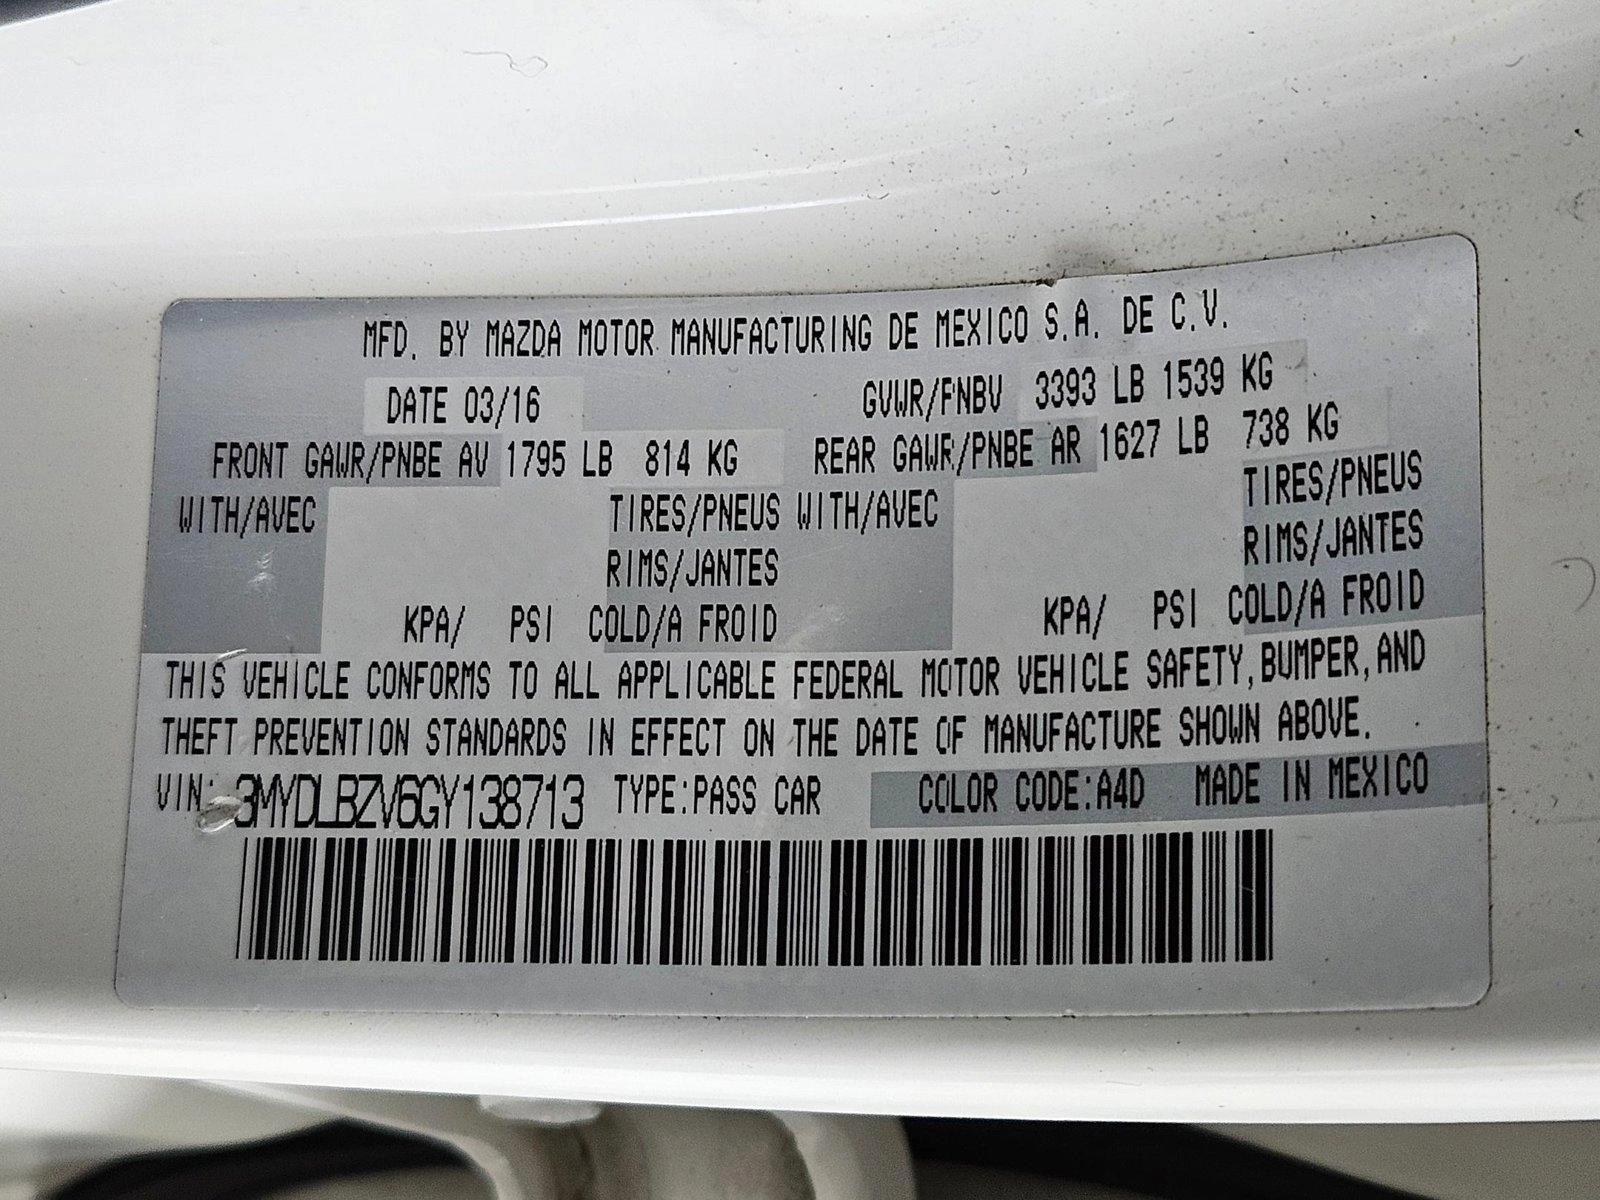 MFD. BY MAZDA MOTOR MANUFACTURING DE MEXICO S.A. DE C.V.
DATE 03/16 GVWR/PNBV 3393 LB 1539 KG
FRONT GAWR/PNBE AV 1795 LB 814 KG REAR GAWR/PNBE AR 1627 LB 738 KG
WITH/AVEC TIRES/PNEUS WITH/AVEC TIRES/PNEUS
RIMS/JANTES RIMS/JANTES
KPA/ PSI COLD/A FROID KPA/ PSI COLD/A FROID
THIS VEHICLE CONFORMS TO ALL APPLICABLE FEDERAL MOTOR VEHICLE SAFETY, BUMPER, AND
THEFT PREVENTION STANDARDS IN EFFECT ON THE DATE OF MANUFACTURE SHOWN ABOVE.
VIN: 3MYDLBZV6GY138713 TYPE:PASS CAR COLOR CODE:A4D MADE IN MEXICO